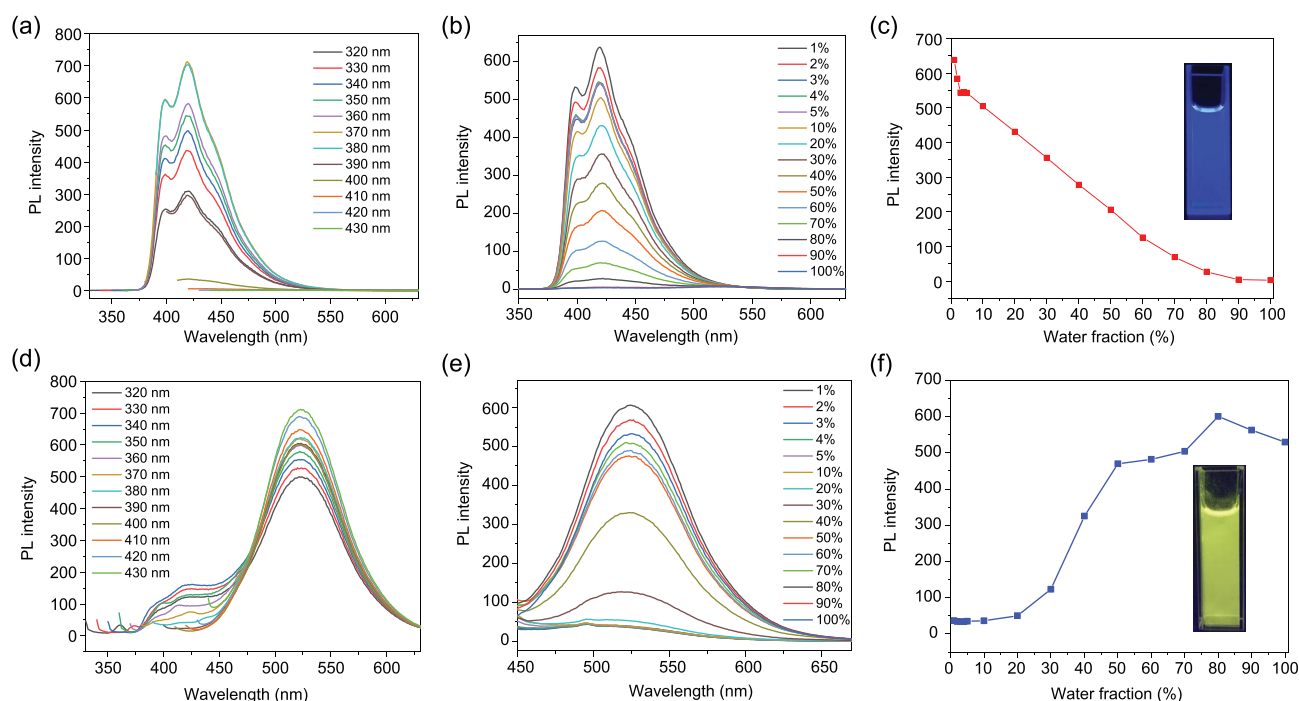 (a)
800
700
600
500
400
300
200
100
0
PL intensity
350
400
450
500
550
600
Wavelength (nm)
320 nm
330 nm
340 nm
350 nm
360 nm
370 nm
380 nm
390 nm
400 nm
410 nm
420 nm
430 nm
(b)
600
500
400
300
200
100
0
PL intensity
350
400
450
500
550
600
Wavelength (nm)
1%
2%
3%
4%
5%
10%
20%
30%
40%
50%
60%
70%
80%
90%
100%
(c)
700
600
500
400
300
200
100
0
PL intensity
0
10
20
30
40
50
60
70
80
90
100
Water fraction (%)
(d)
800
700
600
500
400
300
200
100
0
PL intensity
350
400
450
500
550
600
Wavelength (nm)
320 nm
330 nm
340 nm
350 nm
360 nm
370 nm
380 nm
390 nm
400 nm
410 nm
420 nm
430 nm
(e)
600
500
400
300
200
100
0
PL intensity
450
500
550
600
650
Wavelength (nm)
1%
2%
3%
4%
5%
10%
20%
30%
40%
50%
60%
70%
80%
90%
100%
(f)
700
600
500
400
300
200
100
0
PL intensity
0
10
20
30
40
50
60
70
80
90
100
Water fraction (%)